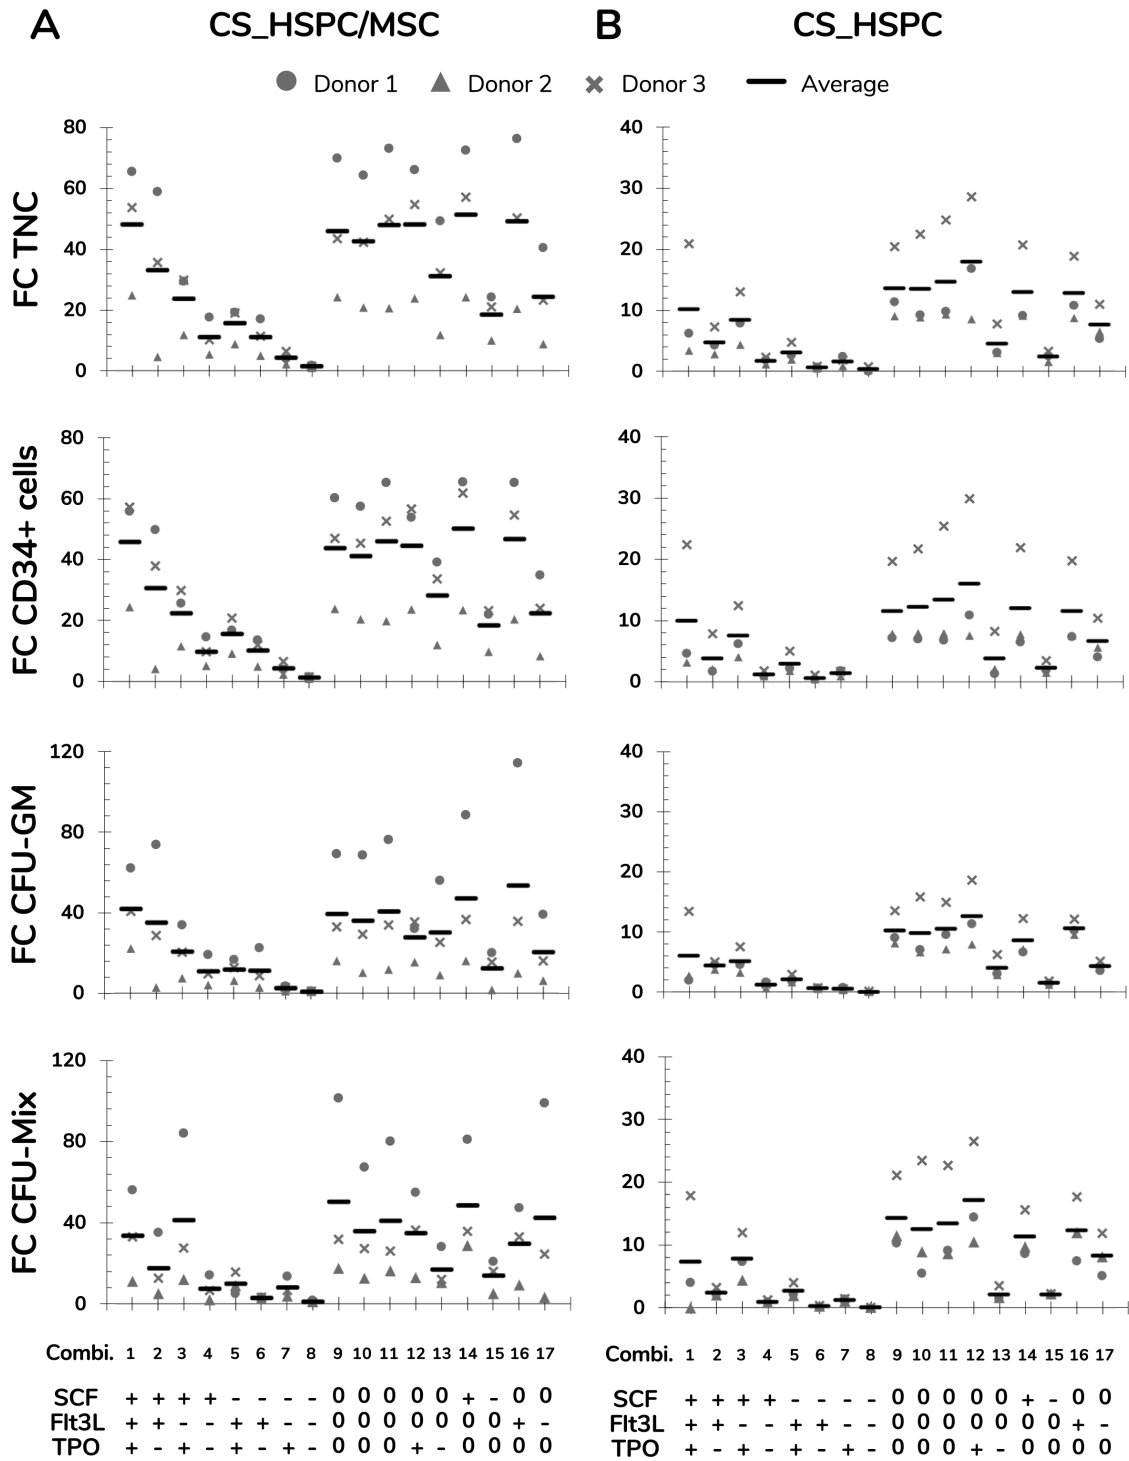 A CS_HSPC/MSC B CS_HSPC
Donor 1 Donor 2 Donor 3 Average
FC TNC
80
60
40
20
0
40
30
20
10
0
FC CD34+ cells
80
60
40
20
0
40
30
20
10
0
FC CFU-GM
120
80
40
0
40
30
20
10
0
FC CFU-Mix
120
80
40
0
40
30
20
10
0
Combi. 1 2 3 4 5 6 7 8 9 10 11 12 13 14 15 16 17
SCF + + + + - - - - 0 0 0 0 0 + - 0 0
Flt3L + + - - + + - - 0 0 0 0 0 0 0 + -
TPO + - + - + - + - 0 0 0 + - 0 0 0 0
Combi. 1 2 3 4 5 6 7 8 9 10 11 12 13 14 15 16 17
SCF + + + + - - - - 0 0 0 0 0 + - 0 0
Flt3L + + - - + + - - 0 0 0 0 0 0 0 + -
TPO + - + - + - + - 0 0 0 + - 0 0 0 0